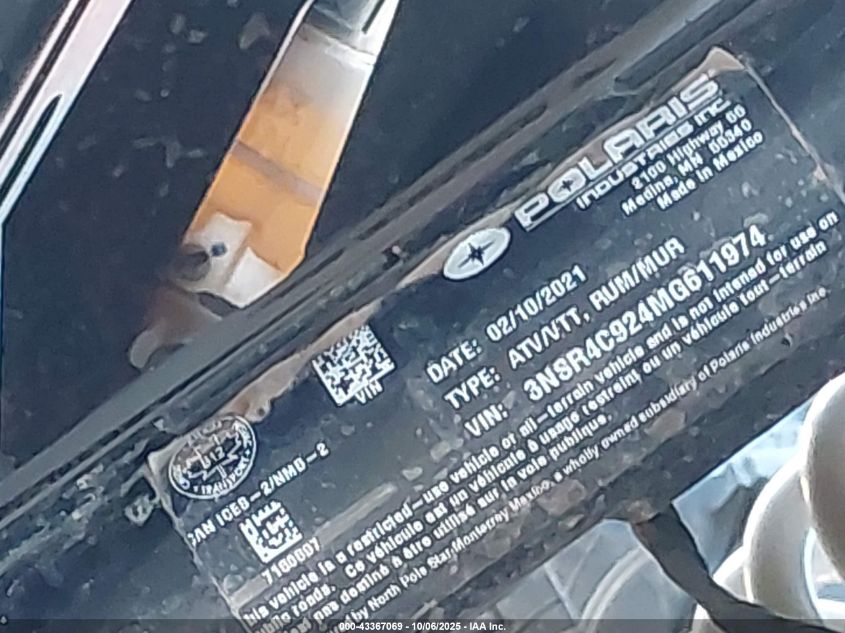 POLARIS
INDUSTRIES INC.
2100 Highway 55
Medina, MN 55340
Made in Mexico
DATE: 02/10/2021
TYPE: ATV/VTT, RUM/MUR
VIN: 3NSR4C924MG611974
VIN
CAN ICES-2/NMB-2
his vehicle is a restricted-use vehicle or all-terrain vehicle and is not intended for use on
public roads. Ce véhicule est un véhicule à usage restreint ou un véhicule tout-terrain
pas destiné à être utilisé sur la voie publique.
by North Pole Star, Monterrey Mexico, a wholly owned subsidiary of Polaris Industries Inc.
000-43367069 - 10/06/2025 - IAA Inc.